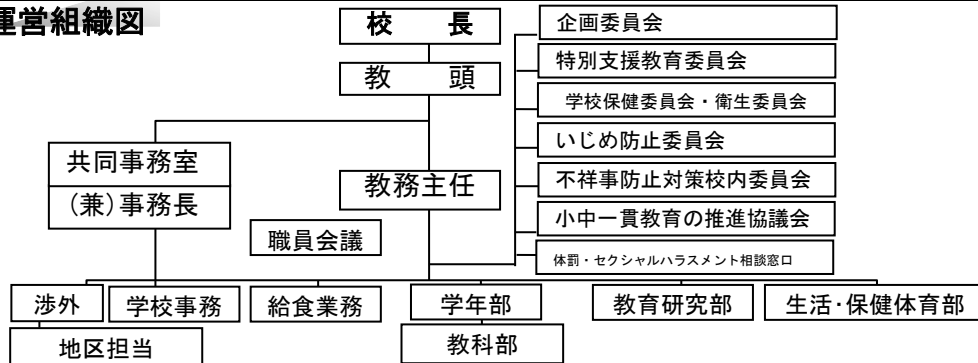 運営組織図
校　長
教　頭
企画委員会
特別支援教育委員会
学校保健委員会・衛生委員会
いじめ防止委員会
不祥事防止対策校内委員会
小中一貫教育の推進協議会
体罰・セクシャルハラスメント相談窓口
共同事務室
(兼)事務長
教務主任
職員会議
渉外
学校事務
給食業務
学年部
教育研究部
生活・保健体育部
地区担当
教科部